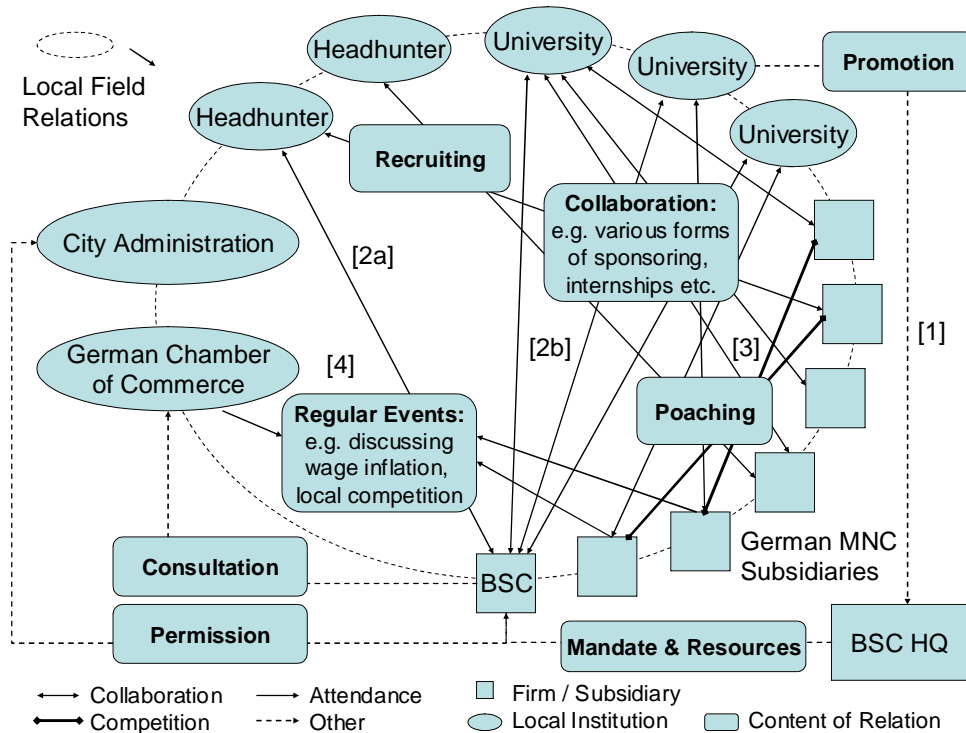 Local Field
Relations
Headhunter
Headhunter
University
University
University
Promotion
Recruiting
City Administration
[2a]
Collaboration:
e.g. various forms
of sponsoring,
internships etc.
[1]
German Chamber
of Commerce
[4]
[2b]
[3]
Regular Events:
e.g. discussing
wage inflation,
local competition
Poaching
German MNC
Subsidiaries
Consultation
BSC
Permission
Mandate & Resources
BSC HQ
Collaboration
Attendance
Firm / Subsidiary
Competition
Other
Local Institution
Content of Relation